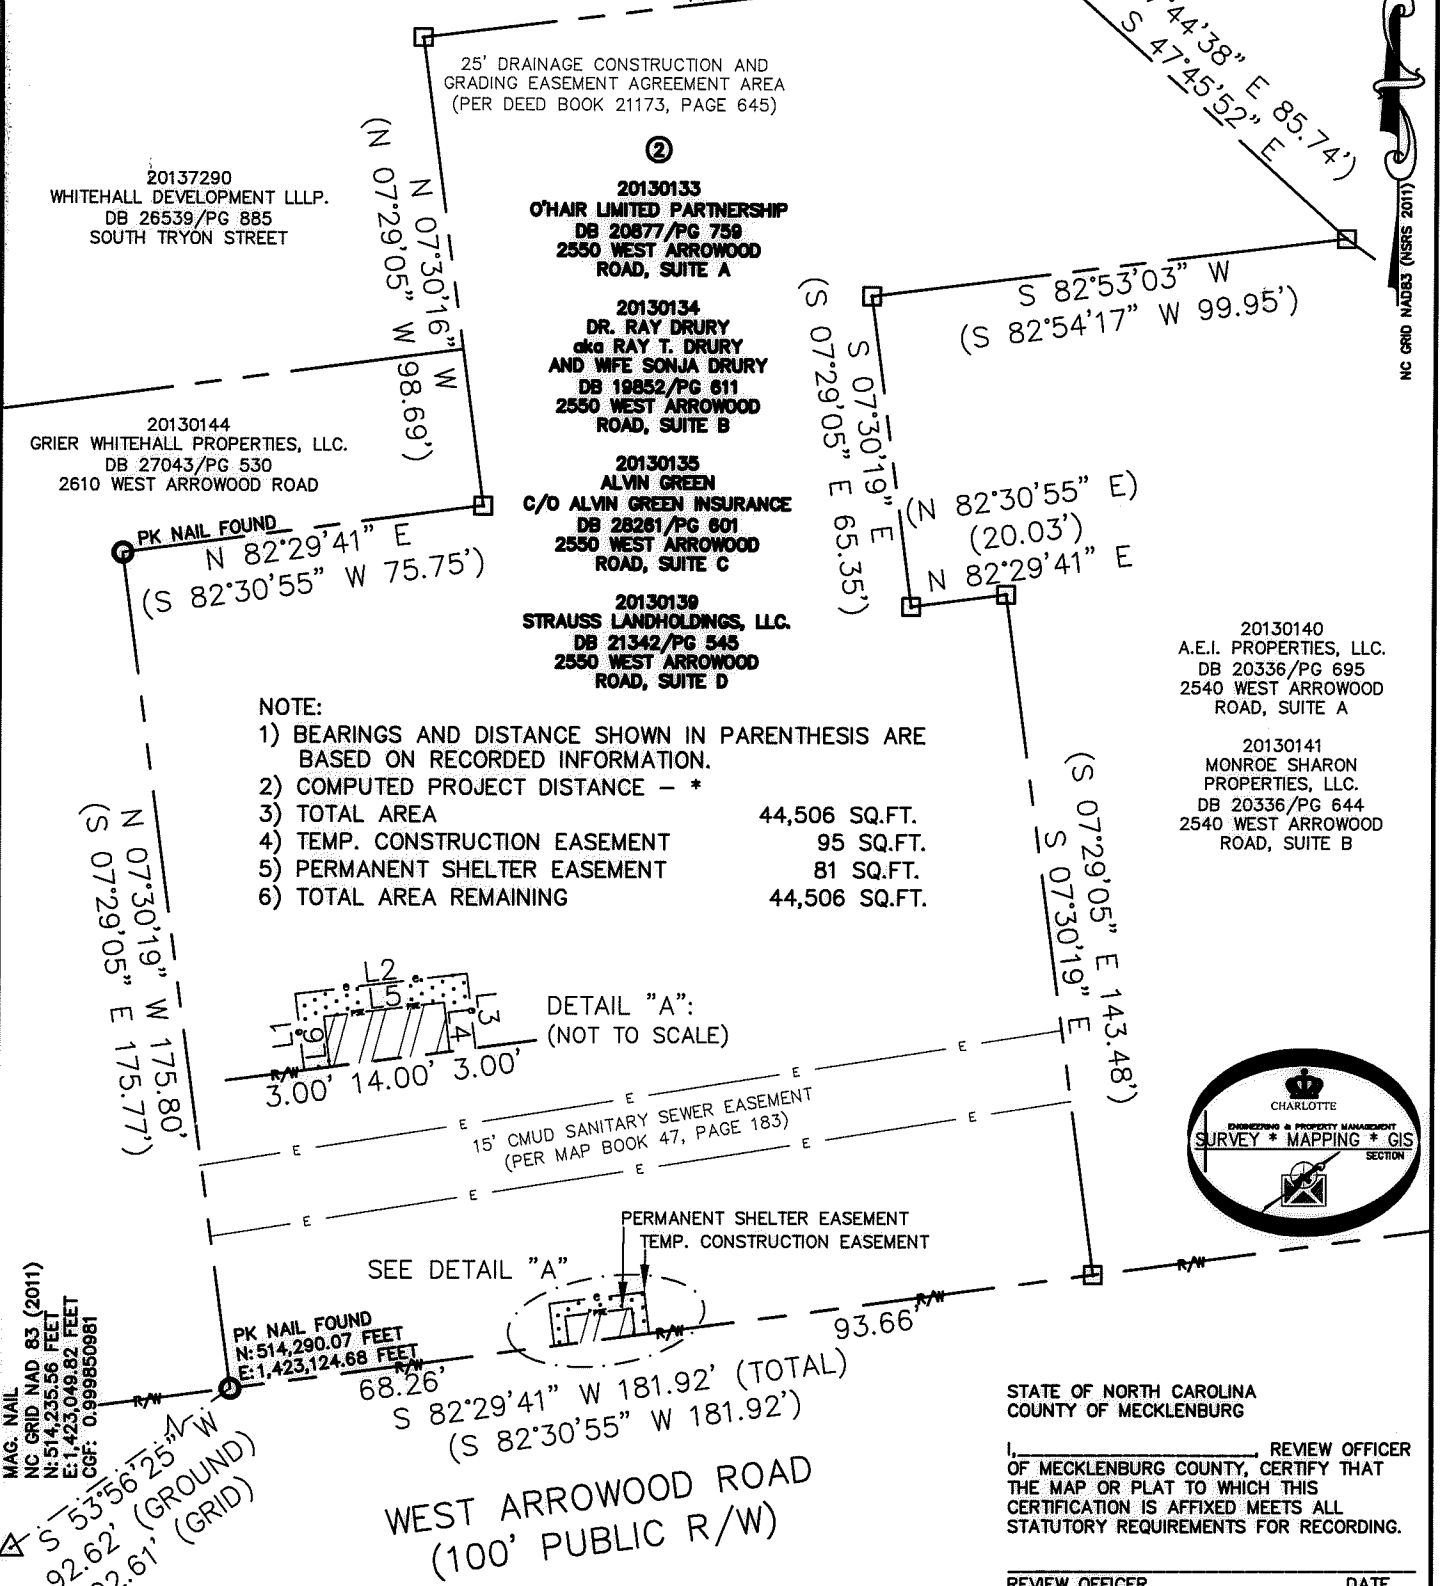 25' DRAINAGE CONSTRUCTION AND
GRADING EASEMENT AGREEMENT AREA
(PER DEED BOOK 21173, PAGE 645)
44'38" E 85.74')
S 47°45'52" E
NC GRID NAD83 (NSRS 2011)
20137290
WHITEHALL DEVELOPMENT LLLP.
DB 26539/PG 885
SOUTH TRYON STREET
N 07°30'16" W
(N 07°29'05" W 98.69')
2
20130133
O'HAIR LIMITED PARTNERSHIP
DB 20877/PG 759
2550 WEST ARROWOOD
ROAD, SUITE A
20130134
DR. RAY DRURY
aka RAY T. DRURY
AND WIFE SONJA DRURY
DB 19852/PG 611
2550 WEST ARROWOOD
ROAD, SUITE B
20130135
ALVIN GREEN
C/O ALVIN GREEN INSURANCE
DB 28261/PG 601
2550 WEST ARROWOOD
ROAD, SUITE C
20130139
STRAUSS LANDHOLDINGS, LLC.
DB 21342/PG 545
2550 WEST ARROWOOD
ROAD, SUITE D
S 82°53'03" W
(S 82°54'17" W 99.95')
S 07°30'19" E
(S 07°29'05" E 65.35')
(N 82°30'55" E)
(20.03')
N 82°29'41" E
20130144
GRIER WHITEHALL PROPERTIES, LLC.
DB 27043/PG 530
2610 WEST ARROWOOD ROAD
PK NAIL FOUND
N 82°29'41" E
(S 82°30'55" W 75.75')
20130140
A.E.I. PROPERTIES, LLC.
DB 20336/PG 695
2540 WEST ARROWOOD
ROAD, SUITE A
20130141
MONROE SHARON
PROPERTIES, LLC.
DB 20336/PG 644
2540 WEST ARROWOOD
ROAD, SUITE B
NOTE:
1) BEARINGS AND DISTANCE SHOWN IN PARENTHESIS ARE
BASED ON RECORDED INFORMATION.
2) COMPUTED PROJECT DISTANCE – *
3) TOTAL AREA 44,506 SQ.FT.
4) TEMP. CONSTRUCTION EASEMENT 95 SQ.FT.
5) PERMANENT SHELTER EASEMENT 81 SQ.FT.
6) TOTAL AREA REMAINING 44,506 SQ.FT.
N 07°30'19" W 175.80'
(S 07°29'05" E 175.77')
(S 07°29'05" E 143.48')
S 07°30'19" E
L2
L5
L1
L6
L4
L3
R/W
3.00' 14.00' 3.00'
DETAIL "A":
(NOT TO SCALE)
E E E
15' CMUD SANITARY SEWER EASEMENT
(PER MAP BOOK 47, PAGE 183)
E E E E E
CHARLOTTE
ENGINEERING & PROPERTY MANAGEMENT
SURVEY * MAPPING * GIS
SECTION
PERMANENT SHELTER EASEMENT
TEMP. CONSTRUCTION EASEMENT
SEE DETAIL "A"
R/W
R/W
R/W
93.66'
MAG. NAIL
NC GRID NAD 83 (2011)
N:514,235.56 FEET
E:1,423,049.82 FEET
CGF: 0.999850981
PK NAIL FOUND
N:514,290.07 FEET
E:1,423,124.68 FEET
R/W
R/W
68.26'
S 82°29'41" W 181.92' (TOTAL)
(S 82°30'55" W 181.92')
S 53°56'25" W
92.62' (GROUND)
92.61' (GRID)
WEST ARROWOOD ROAD
(100' PUBLIC R/W)
STATE OF NORTH CAROLINA
COUNTY OF MECKLENBURG
I,____________________, REVIEW OFFICER
OF MECKLENBURG COUNTY, CERTIFY THAT
THE MAP OR PLAT TO WHICH THIS
CERTIFICATION IS AFFIXED MEETS ALL
STATUTORY REQUIREMENTS FOR RECORDING.
REVIEW OFFICER DATE